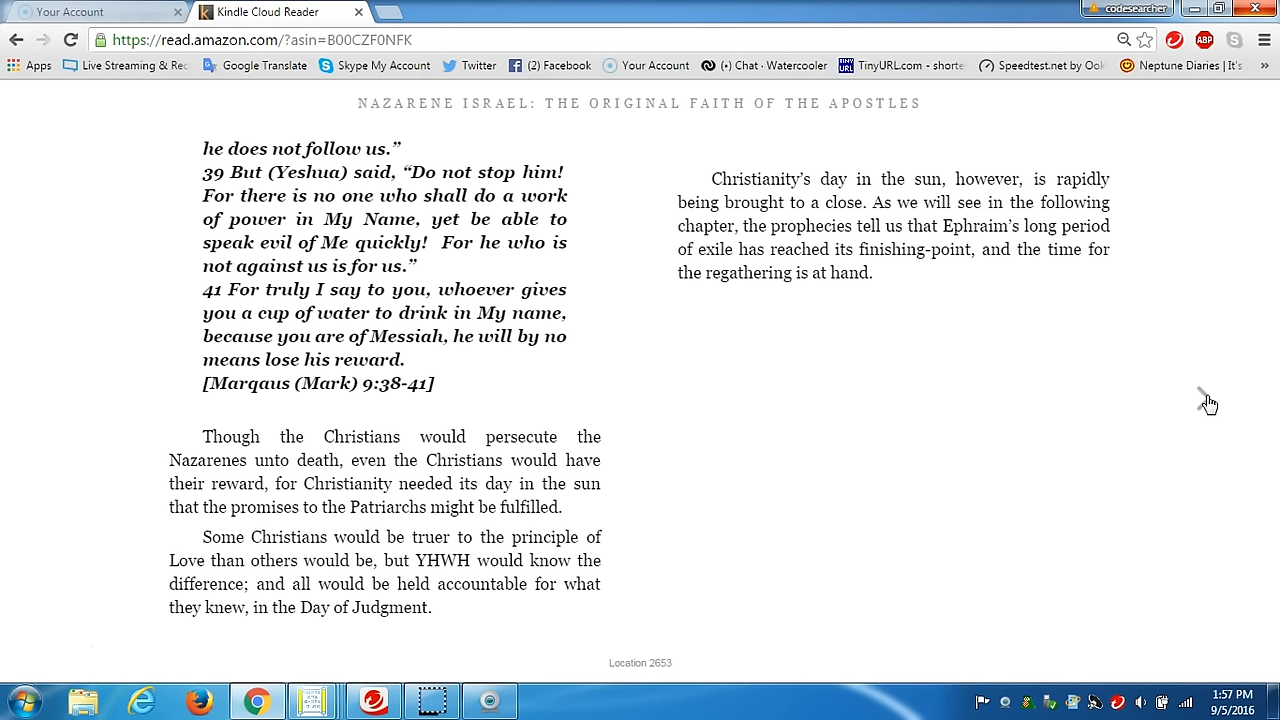 Your Account
Kindle Cloud Reader
codesearcher
https://read.amazon.com/?asin=B00CZF0NFK
Apps
Live Streaming & Rec
Google Translate
Skype My Account
Twitter
(2) Facebook
Your Account
(•) Chat · Watercooler
TinyURL.com - shorte
Speedtest.net by Ook
Neptune Diaries | It's
NAZARENE ISRAEL: THE ORIGINAL FAITH OF THE APOSTLES
he does not follow us.”
39 But (Yeshua) said, “Do not stop him!
For there is no one who shall do a work
of power in My Name, yet be able to
speak evil of Me quickly! For he who is
not against us is for us.”
41 For truly I say to you, whoever gives
you a cup of water to drink in My name,
because you are of Messiah, he will by no
means lose his reward.
[Marqaus (Mark) 9:38-41]
Though the Christians would persecute the
Nazarenes unto death, even the Christians would have
their reward, for Christianity needed its day in the sun
that the promises to the Patriarchs might be fulfilled.
Some Christians would be truer to the principle of
Love than others would be, but YHWH would know the
difference; and all would be held accountable for what
they knew, in the Day of Judgment.
Christianity’s day in the sun, however, is rapidly
being brought to a close. As we will see in the following
chapter, the prophecies tell us that Ephraim’s long period
of exile has reached its finishing-point, and the time for
the regathering is at hand.
Location 2653
1:57 PM
9/5/2016